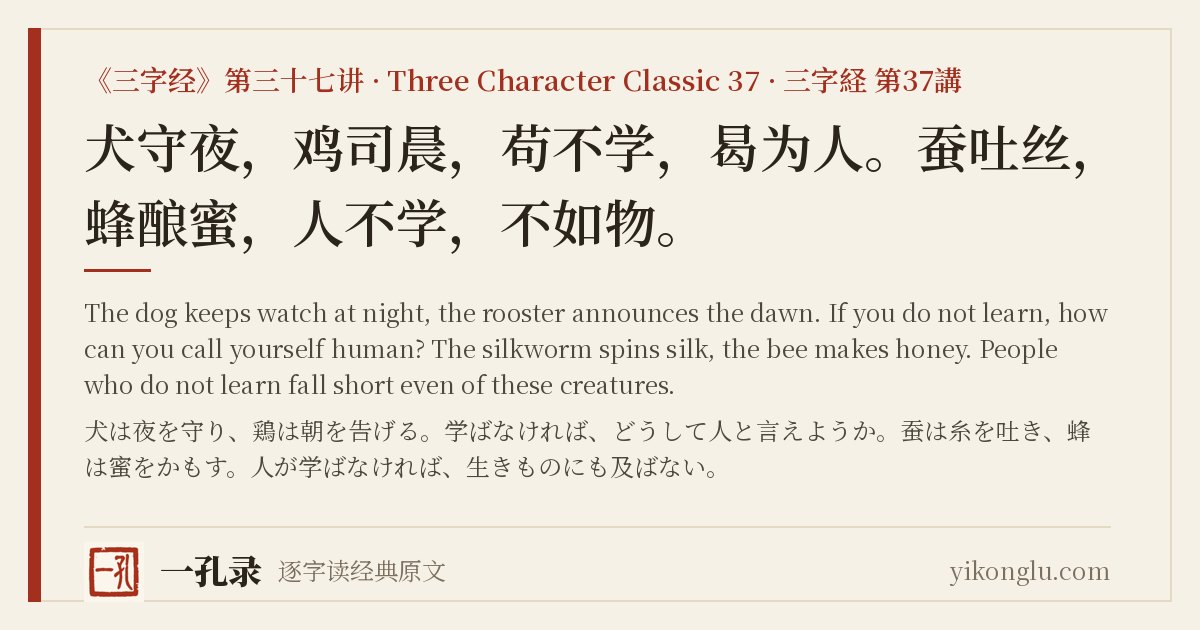 《三字经》第三十七讲 · Three Character Classic 37 · 三字経 第37講
犬守夜，鸡司晨，苟不学，曷为人。蚕吐丝，
蜂酿蜜，人不学，不如物。
The dog keeps watch at night, the rooster announces the dawn. If you do not learn, how
can you call yourself human? The silkworm spins silk, the bee makes honey. People
who do not learn fall short even of these creatures.
犬は夜を守り、鶏は朝を告げる。学ばなければ、どうして人と言えようか。蚕は糸を吐き、蜂
は蜜をかもす。人が学ばなければ、生きものにも及ばない。
一孔
一孔录 逐字读经典原文
yikonglu.com